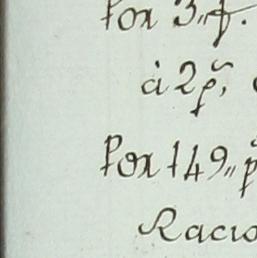 Por 3,, f.
à 2 p,
Por 149,, p
Racio